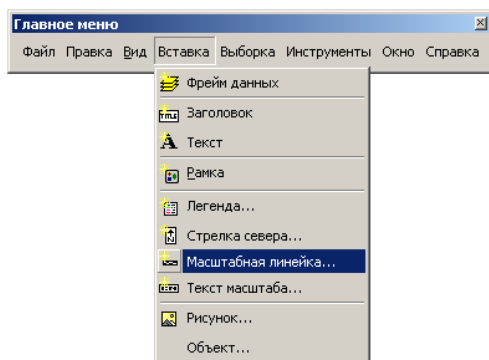 Главное меню
Файл Правка Вид Вставка Выборка Инструменты Окно Справка
Фрейм данных
Заголовок
Текст
Рамка
Легенда...
Стрелка севера...
Масштабная линейка...
Текст масштаба...
Рисунок...
Объект...